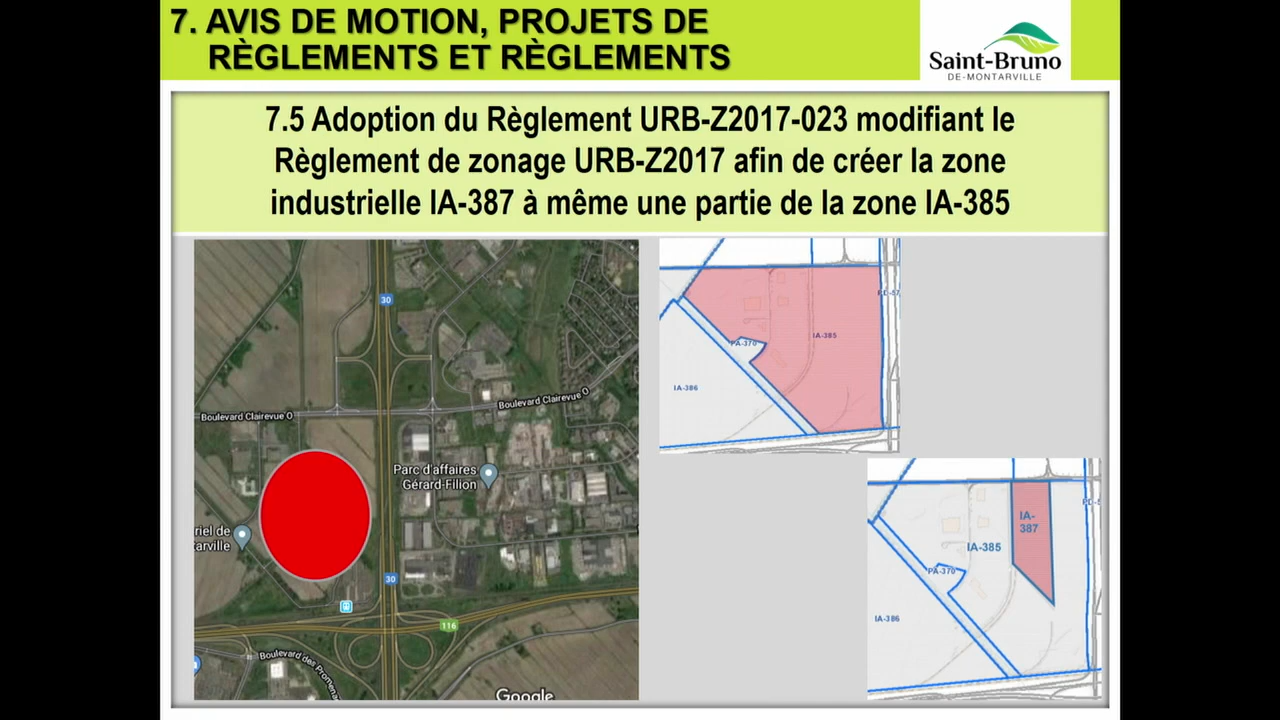 7. AVIS DE MOTION, PROJETS DE
RÈGLEMENTS ET RÈGLEMENTS
Saint-Bruno
DE-MONTARVILLE
7.5 Adoption du Règlement URB-Z2017-023 modifiant le
Règlement de zonage URB-Z2017 afin de créer la zone
industrielle IA-387 à même une partie de la zone IA-385
30
Boulevard Clairevue O
Boulevard Clairevue O
Parc d'affaires
Gérard-Filion
riel de
tarville
30
116
Boulevard des Promena
Google
IA-385
PA-370
IA-386
IA-
387
IA-385
PA-370
IA-386